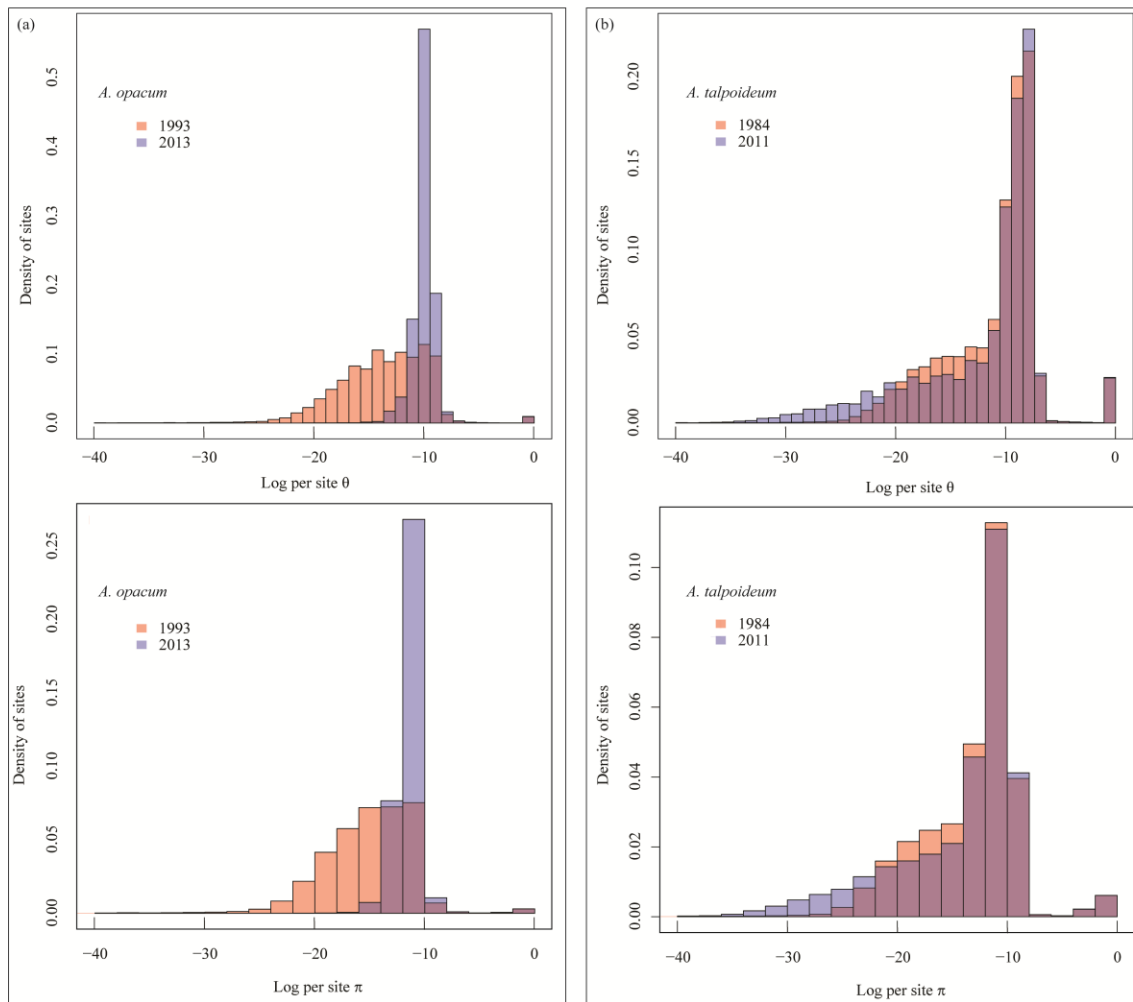 (a)
A. opacum
1993
2013
Density of sites
0.0 0.1 0.2 0.3 0.4 0.5
−40 −30 −20 −10 0
Log per site θ
(b)
A. talpoideum
1984
2011
Density of sites
0.00 0.05 0.10 0.15 0.20
−40 −30 −20 −10 0
Log per site θ
A. opacum
1993
2013
Density of sites
0.00 0.05 0.10 0.15 0.20 0.25
−40 −30 −20 −10 0
Log per site π
A. talpoideum
1984
2011
Density of sites
0.00 0.02 0.04 0.06 0.08 0.10
−40 −30 −20 −10 0
Log per site π